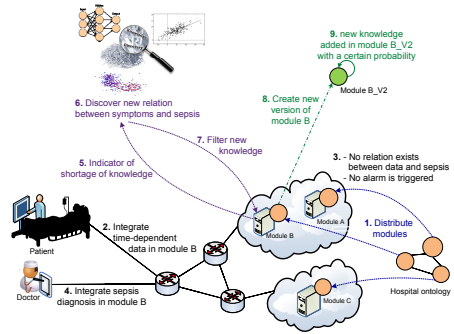 9. new knowledge
added in module B_V2
with a certain probability
Module B_V2
8. Create new
version of
module B
6. Discover new relation
between symptoms and sepsis
7. Filter new
knowledge
5. Indicator of
shortage of knowledge
3. - No relation exists
between data and sepsis
- No alarm is triggered
Module A
Module B
1. Distribute
modules
2. Integrate
time-dependent
data in module B
Patient
4. Integrate sepsis
diagnosis in module B
Doctor
Module C
Hospital ontology